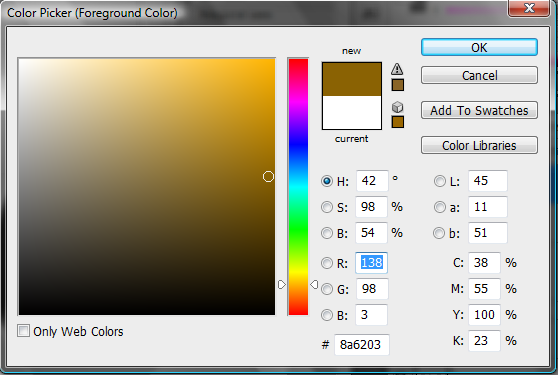 Color Picker (Foreground Color)
new
current
OK
Cancel
Add To Swatches
Color Libraries
H: 42 °
S: 98 %
B: 54 %
R: 138
G: 98
B: 3
# 8a6203
L: 45
a: 11
b: 51
C: 38 %
M: 55 %
Y: 100 %
K: 23 %
Only Web Colors